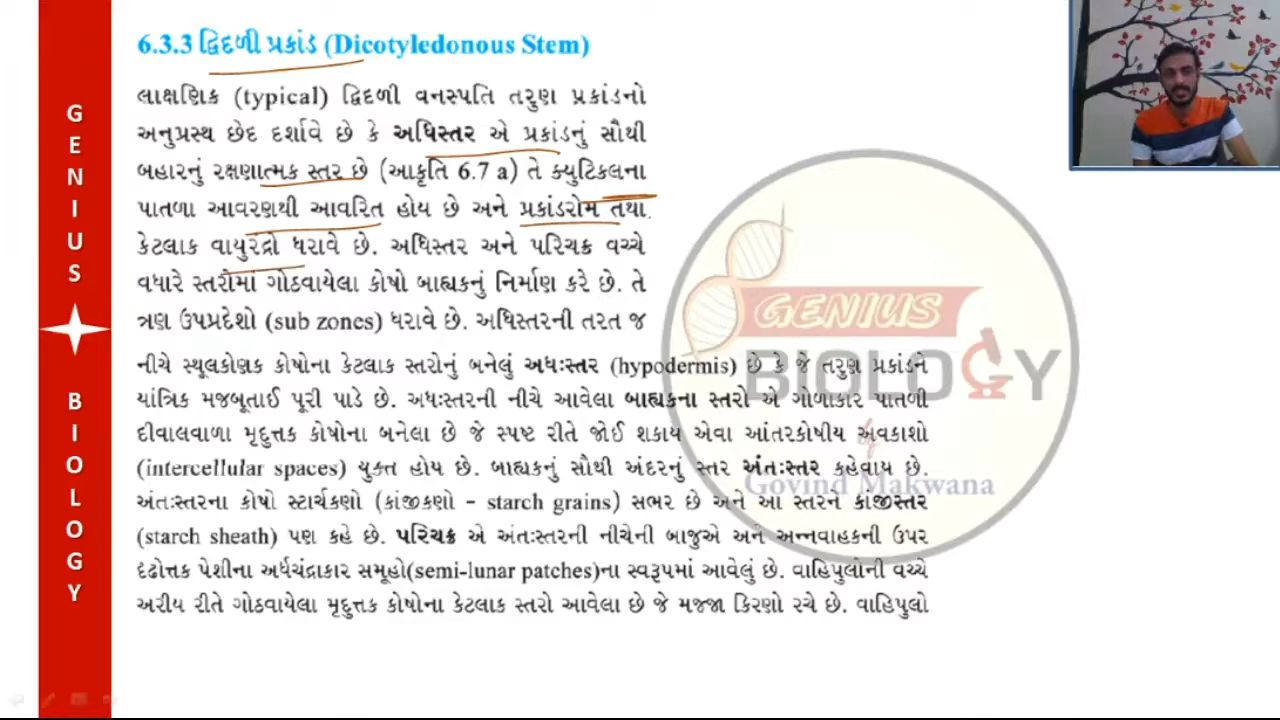 6.3.3 દ્વિદળી પ્રકાંડ (Dicotyledonous Stem)
લાક્ષણિક (typical) દ્વિદળી વનસ્પતિ તરુણ પ્રકાંડનો
અનુપ્રસ્થ છેદ દર્શાવે છે કે અધિસ્તર એ પ્રકાંડનું સૌથી
બહારનું રક્ષણાત્મક સ્તર છે (આકૃતિ 6.7 a) તે ક્યુટિકલના
પાતળા આવરણથી આવરિત હોય છે અને પ્રકાંડરોમ તથા
કેટલાક વાયુરંદ્રો ધરાવે છે. અધિસ્તર અને પરિચક્ર વચ્ચે
વધારે સ્તરોમાં ગોઠવાયેલા કોષો બાહ્યકનું નિર્માણ કરે છે. તે
ત્રણ ઉપપ્રદેશો (sub zones) ધરાવે છે. અધિસ્તરની તરત જ
નીચે સ્થૂલકોણક કોષોના કેટલાક સ્તરોનું બનેલું અધઃસ્તર (hypodermis) છે કે જે તરુણ પ્રકાંડને
યાંત્રિક મજબૂતાઈ પૂરી પાડે છે. અધઃસ્તરની નીચે આવેલા બાહ્યકના સ્તરો એ ગોળાકાર પાતળી
દીવાલવાળા મૃદુત્તક કોષોના બનેલા છે જે સ્પષ્ટ રીતે જોઈ શકાય એવા આંતરકોષીય અવકાશો
(intercellular spaces) યુક્ત હોય છે. બાહ્યકનું સૌથી અંદરનું સ્તર અંતઃસ્તર કહેવાય છે.
અંતઃસ્તરના કોષો સ્ટાર્ચકણો (કાંજીકણો - starch grains) સભર છે અને આ સ્તરને કાંજીસ્તર
(starch sheath) પણ કહે છે. પરિચક્ર એ અંતઃસ્તરની નીચેની બાજુએ અને અન્નવાહકની ઉપર
દૃઢોત્તક પેશીના અર્ધચંદ્રાકાર સમૂહો(semi-lunar patches)ના સ્વરૂપમાં આવેલું છે. વાહિપુલોની વચ્ચે
અરીય રીતે ગોઠવાયેલા મૃદુત્તક કોષોના કેટલાક સ્તરો આવેલા છે જે મજ્જા કિરણો રચે છે. વાહિપુલો
GENIUS
BIOLOGY
GENIUS
BIOLOGY
by
Govind Makwana